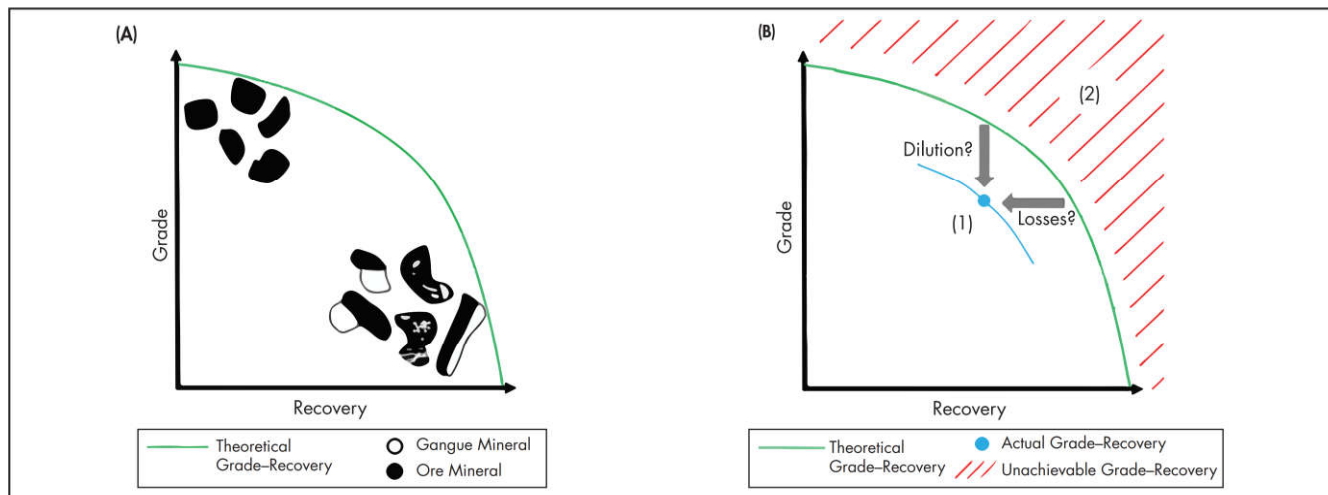 (A)
Grade
Recovery
Theoretical
Grade–Recovery
Gangue Mineral
Ore Mineral
(B)
(2)
Dilution?
(1)
Losses?
Grade
Recovery
Theoretical
Grade–Recovery
Actual Grade–Recovery
Unachievable Grade–Recovery